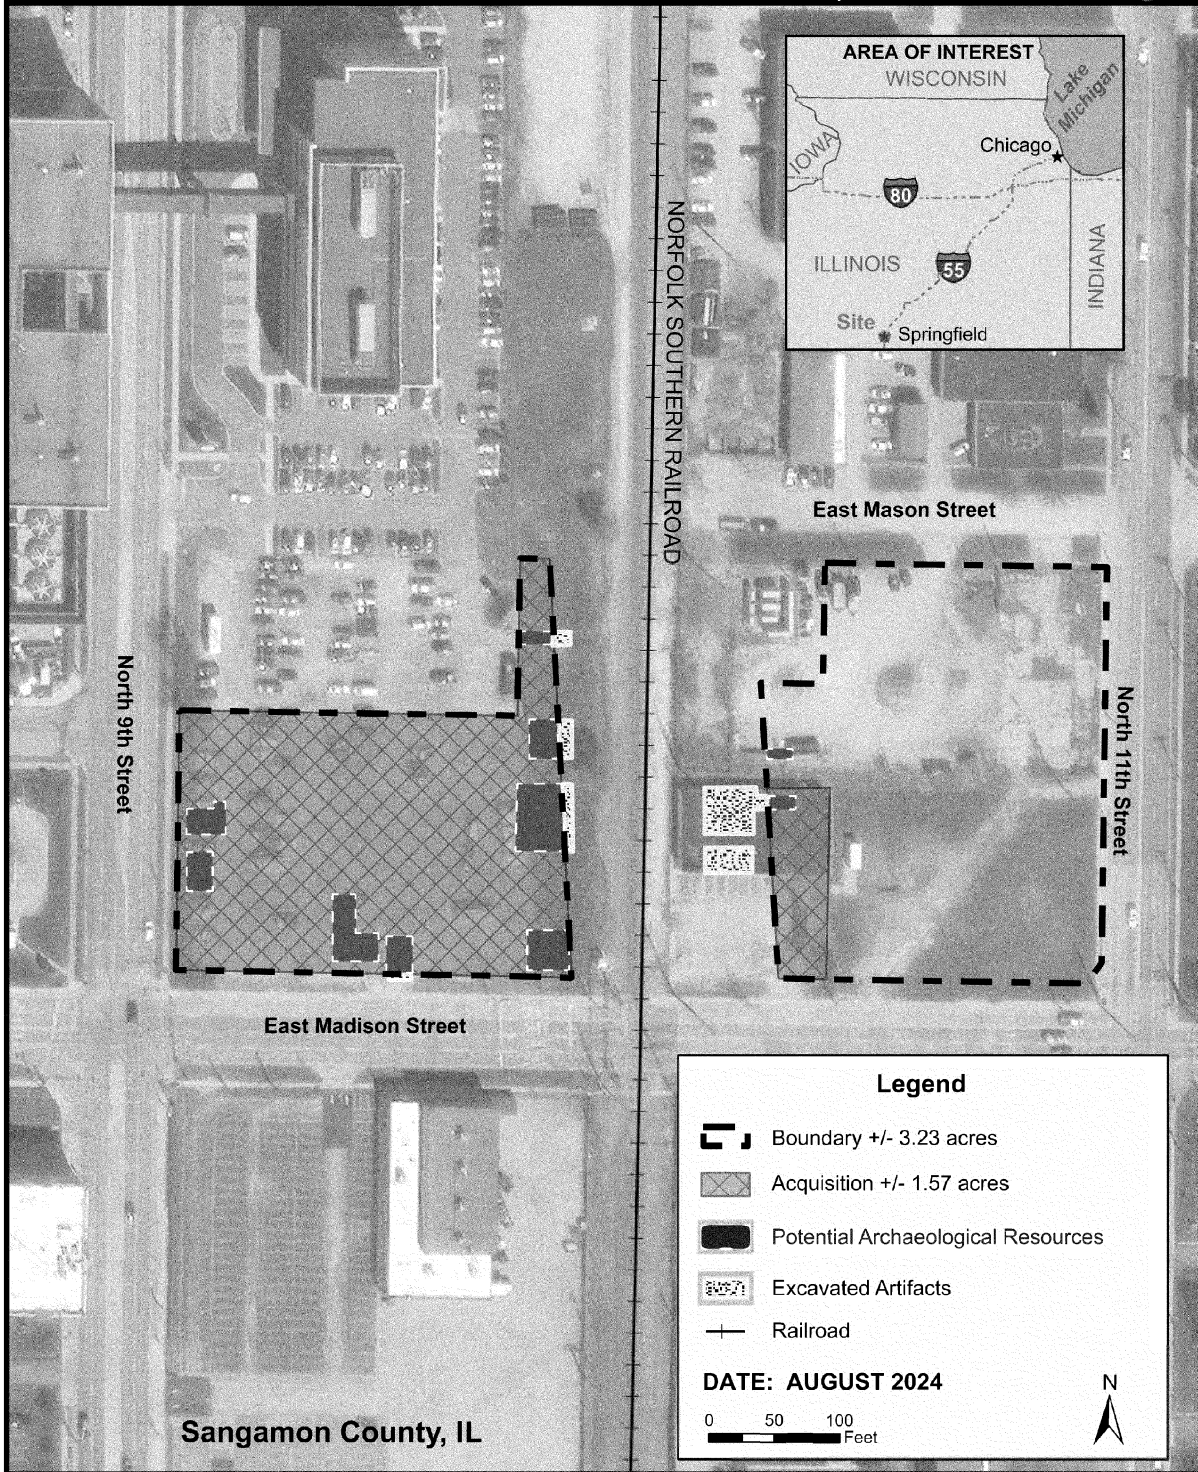 AREA OF INTEREST
WISCONSIN
Lake
Michigan
Chicago
IOWA
80
ILLINOIS
55
INDIANA
Site
Springfield
NORFOLK SOUTHERN RAILROAD
East Mason Street
North 9th Street
North 11th Street
East Madison Street
Legend
Boundary +/- 3.23 acres
Acquisition +/- 1.57 acres
Potential Archaeological Resources
Excavated Artifacts
Railroad
DATE: AUGUST 2024
N
0 50 100
Feet
Sangamon County, IL